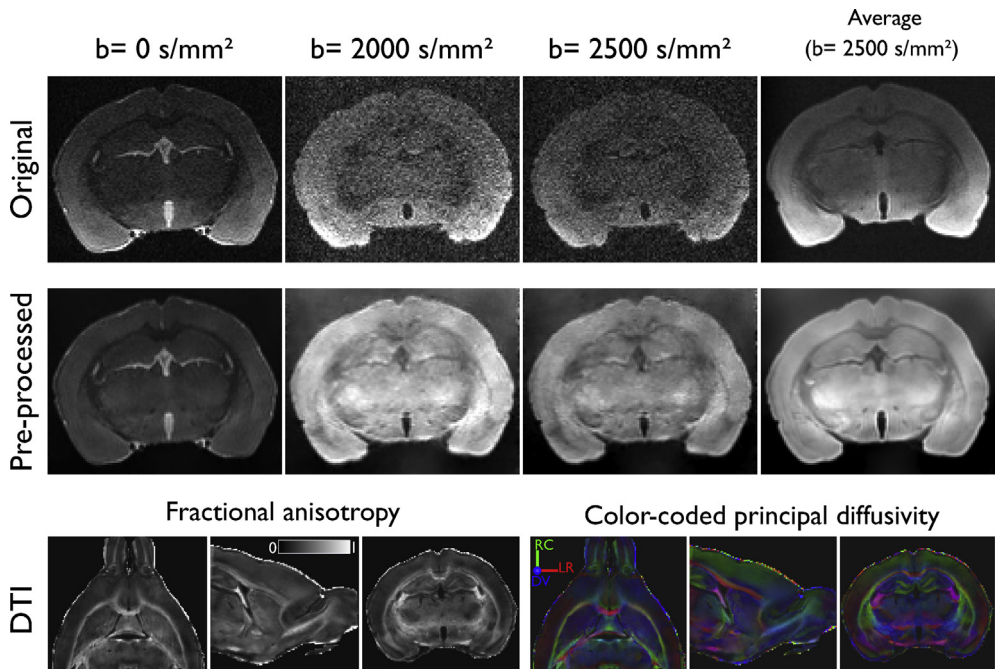 b= 0 s/mm²
b= 2000 s/mm²
b= 2500 s/mm²
Average
(b= 2500 s/mm²)
Original
Pre-processed
Fractional anisotropy
Color-coded principal diffusivity
DTI
0
1
RC
LR
DV